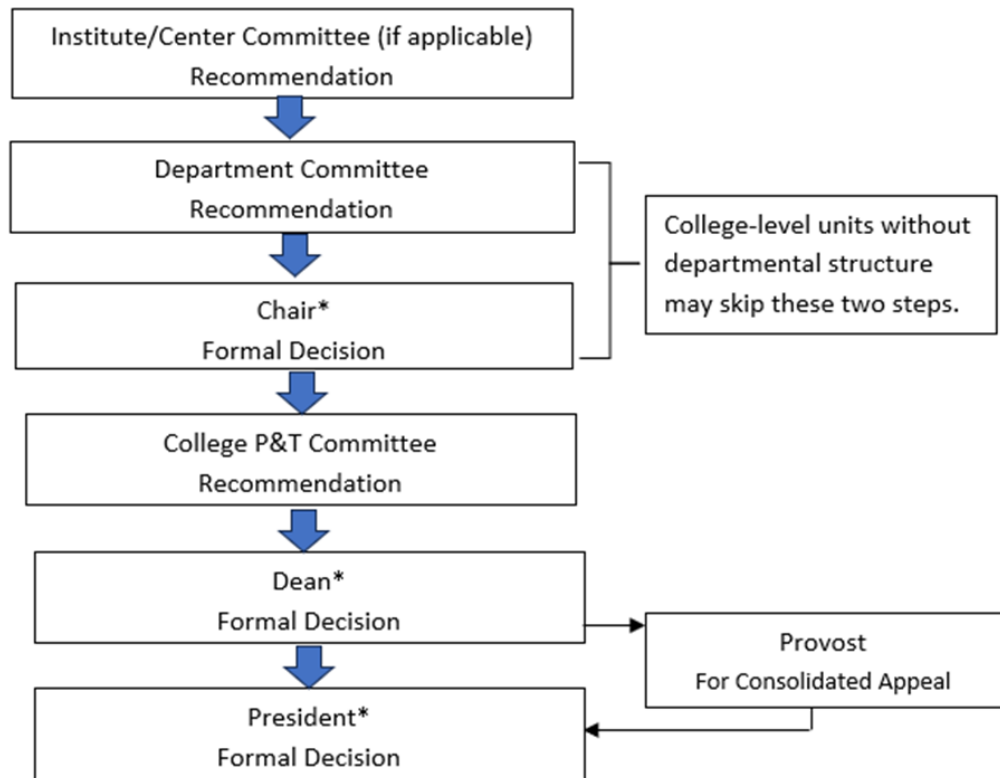 Institute/Center Committee (if applicable)
Recommendation
Department Committee
Recommendation
College-level units without
departmental structure
may skip these two steps.
Chair*
Formal Decision
College P&T Committee
Recommendation
Dean*
Formal Decision
Provost
For Consolidated Appeal
President*
Formal Decision